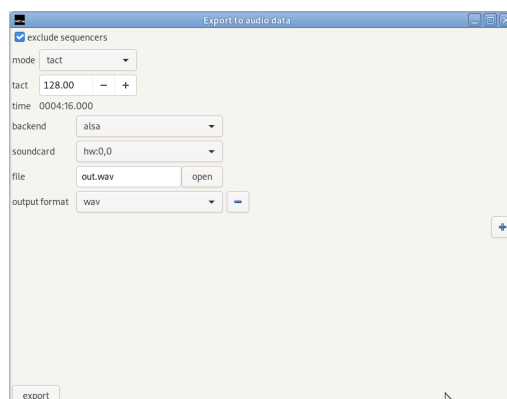 Export to audio data
exclude sequencers
mode tact
tact 128.00 − +
time 0004:16.000
backend alsa
soundcard hw:0,0
file out.wav open
output format wav
export